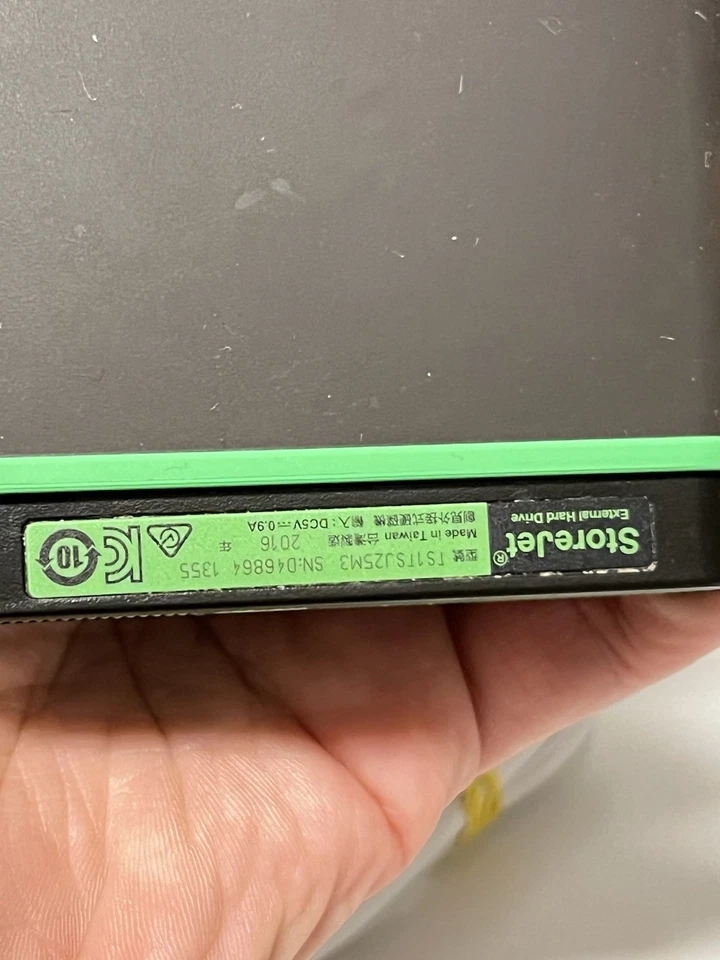 StoreJet®
External Hard Drive
型號 TS1TSJ25M3 SN:D46864 1355
Made in Taiwan 台灣製造 2016 年
創見外接式硬碟機 輸入：DC5V⎓0.9A
10